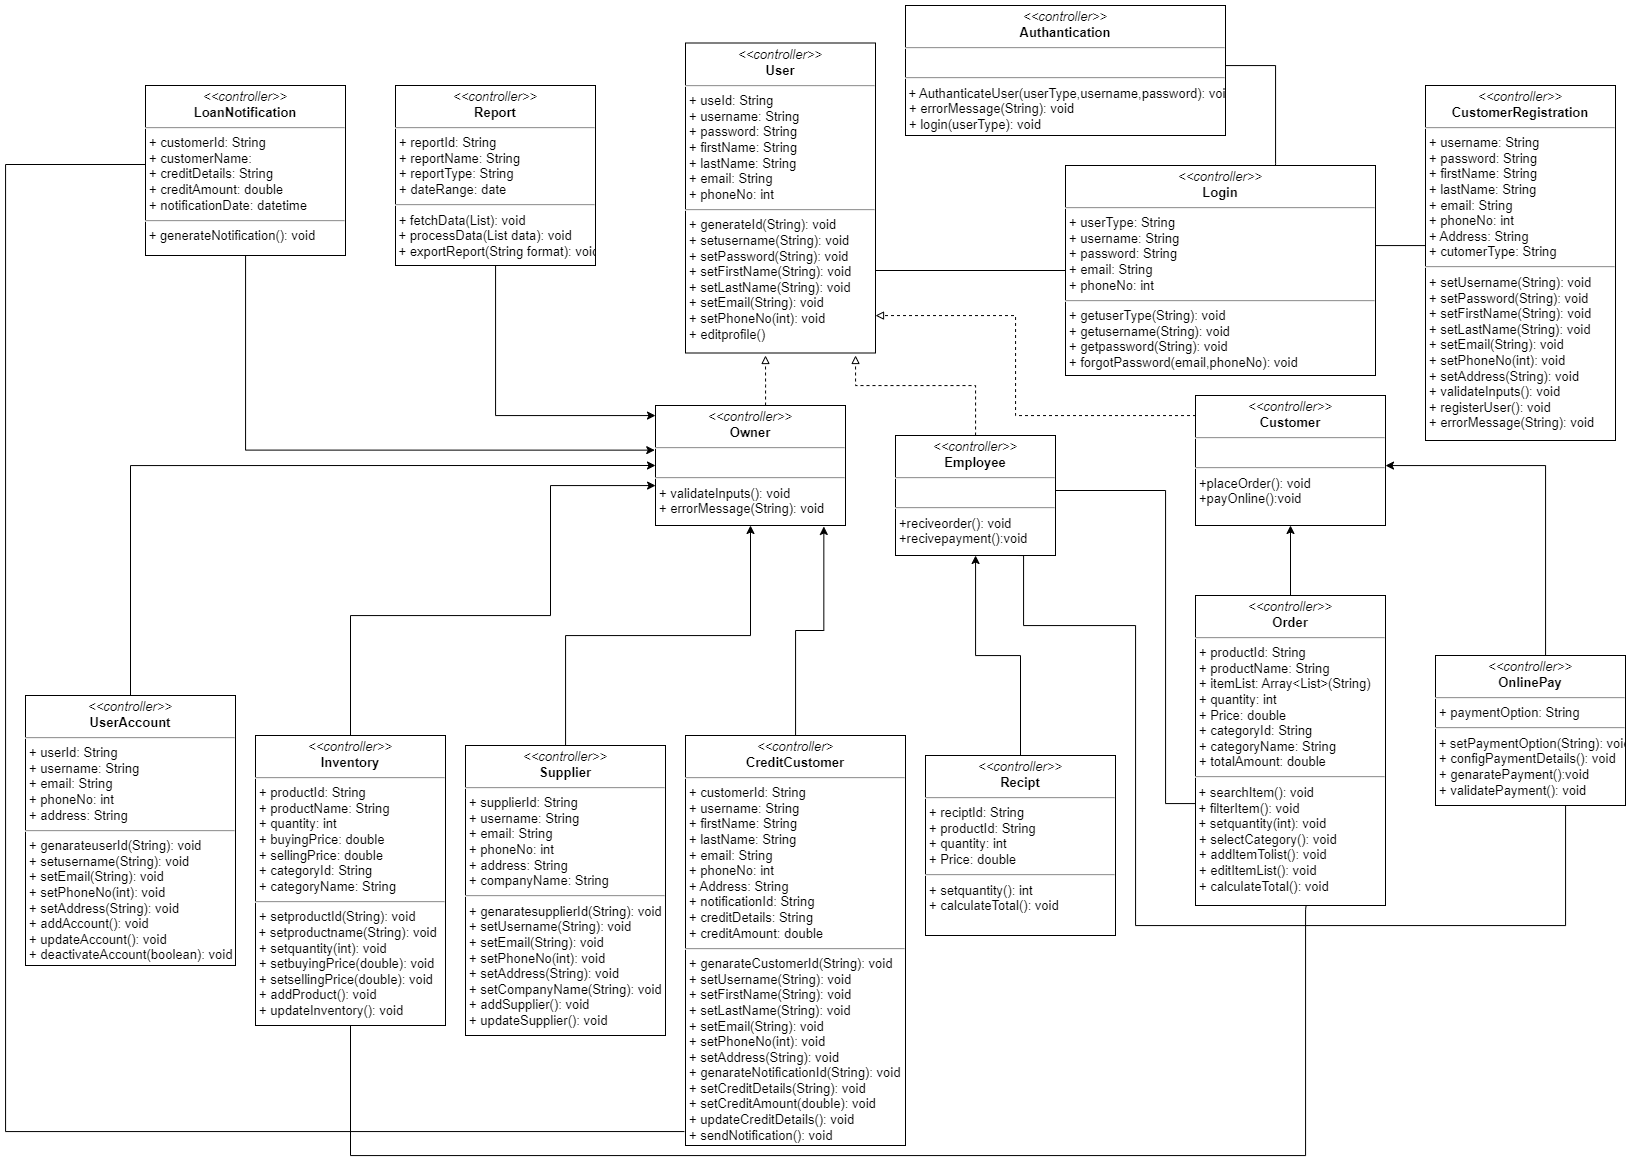 <<controller>>
Authantication
+ AuthanticateUser(userType,username,password): voi
+ errorMessage(String): void
+ login(userType): void
<<controller>>
User
+ useId: String
+ username: String
+ password: String
+ firstName: String
+ lastName: String
+ email: String
+ phoneNo: int
+ generateId(String): void
+ setusername(String): void
+ setPassword(String): void
+ setFirstName(String): void
+ setLastName(String): void
+ setEmail(String): void
+ setPhoneNo(int): void
+ editprofile()
<<controller>>
LoanNotification
+ customerId: String
+ customerName:
+ creditDetails: String
+ creditAmount: double
+ notificationDate: datetime
+ generateNotification(): void
<<controller>>
Report
+ reportId: String
+ reportName: String
+ reportType: String
+ dateRange: date
+ fetchData(List): void
+ processData(List data): void
+ exportReport(String format): void
<<controller>>
CustomerRegistration
+ username: String
+ password: String
+ firstName: String
+ lastName: String
+ email: String
+ phoneNo: int
+ Address: String
+ cutomerType: String
+ setUsername(String): void
+ setPassword(String): void
+ setFirstName(String): void
+ setLastName(String): void
+ setEmail(String): void
+ setPhoneNo(int): void
+ setAddress(String): void
+ validateInputs(): void
+ registerUser(): void
+ errorMessage(String): void
<<controller>>
Login
+ userType: String
+ username: String
+ password: String
+ email: String
+ phoneNo: int
+ getuserType(String): void
+ getusername(String): void
+ getpassword(String): void
+ forgotPassword(email,phoneNo): void
<<controller>>
Owner
+ validateInputs(): void
+ errorMessage(String): void
<<controller>>
Employee
+reciveorder(): void
+recivepayment():void
<<controller>>
Customer
+placeOrder(): void
+payOnline():void
<<controller>>
Order
+ productId: String
+ productName: String
+ itemList: Array<List>(String)
+ quantity: int
+ Price: double
+ categoryId: String
+ categoryName: String
+ totalAmount: double
+ searchItem(): void
+ filterItem(): void
+ setquantity(int): void
+ selectCategory(): void
+ addItemTolist(): void
+ editItemList(): void
+ calculateTotal(): void
<<controller>>
OnlinePay
+ paymentOption: String
+ setPaymentOption(String): voi
+ configPaymentDetails(): void
+ genaratePayment():void
+ validatePayment(): void
<<controller>>
UserAccount
+ userId: String
+ username: String
+ email: String
+ phoneNo: int
+ address: String
+ genarateuserId(String): void
+ setusername(String): void
+ setEmail(String): void
+ setPhoneNo(int): void
+ setAddress(String): void
+ addAccount(): void
+ updateAccount(): void
+ deactivateAccount(boolean): void
<<controller>>
Inventory
+ productId: String
+ productName: String
+ quantity: int
+ buyingPrice: double
+ sellingPrice: double
+ categoryId: String
+ categoryName: String
+ setproductId(String): void
+ setproductname(String): void
+ setquantity(int): void
+ setbuyingPrice(double): void
+ setsellingPrice(double): void
+ addProduct(): void
+ updateInventory(): void
<<controller>>
Supplier
+ supplierId: String
+ username: String
+ email: String
+ phoneNo: int
+ address: String
+ companyName: String
+ genaratesupplierId(String): void
+ setUsername(String): void
+ setEmail(String): void
+ setPhoneNo(int): void
+ setAddress(String): void
+ setCompanyName(String): void
+ addSupplier(): void
+ updateSupplier(): void
<<controller>
CreditCustomer
+ customerId: String
+ username: String
+ firstName: String
+ lastName: String
+ email: String
+ phoneNo: int
+ Address: String
+ notificationId: String
+ creditDetails: String
+ creditAmount: double
+ genarateCustomerId(String): void
+ setUsername(String): void
+ setFirstName(String): void
+ setLastName(String): void
+ setEmail(String): void
+ setPhoneNo(int): void
+ setAddress(String): void
+ genarateNotificationId(String): void
+ setCreditDetails(String): void
+ setCreditAmount(double): void
+ updateCreditDetails(): void
+ sendNotification(): void
<<controller>>
Recipt
+ reciptId: String
+ productId: String
+ quantity: int
+ Price: double
+ setquantity(): int
+ calculateTotal(): void